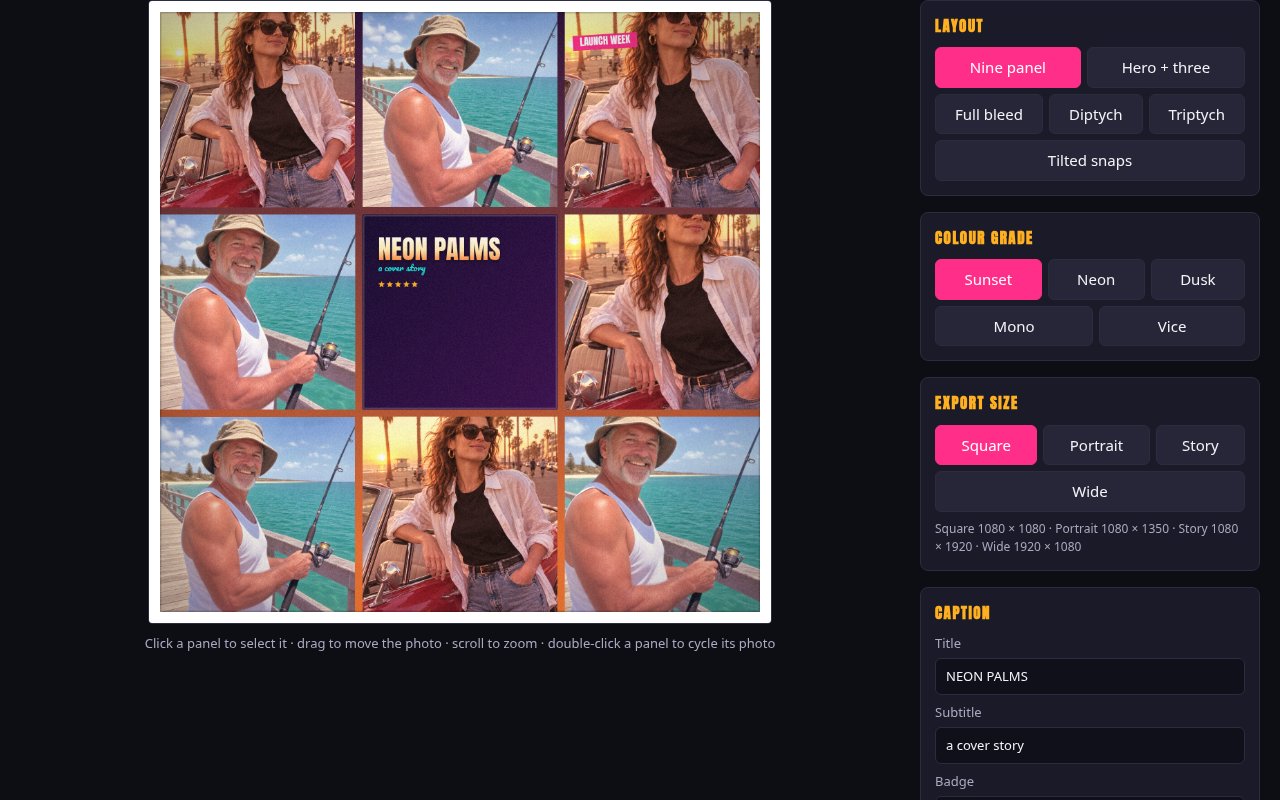 LAUNCH WEEK
NEON PALMS
a cover story
★★★★★
Click a panel to select it · drag to move the photo · scroll to zoom · double-click a panel to cycle its photo
LAYOUT
Nine panel
Hero + three
Full bleed
Diptych
Triptych
Tilted snaps
COLOUR GRADE
Sunset
Neon
Dusk
Mono
Vice
EXPORT SIZE
Square
Portrait
Story
Wide
Square 1080 × 1080 · Portrait 1080 × 1350 · Story 1080
× 1920 · Wide 1920 × 1080
CAPTION
Title
NEON PALMS
Subtitle
a cover story
Badge